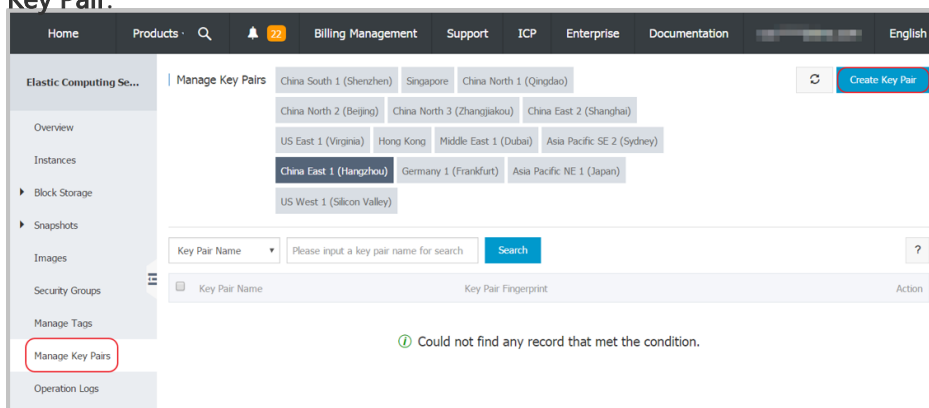 Key Pair.
Home Products · 22 Billing Management Support ICP Enterprise Documentation English
Elastic Computing Se... Manage Key Pairs China South 1 (Shenzhen) Singapore China North 1 (Qingdao) Create Key Pair
China North 2 (Beijing) China North 3 (Zhangjiakou) China East 2 (Shanghai)
Overview
US East 1 (Virginia) Hong Kong Middle East 1 (Dubai) Asia Pacific SE 2 (Sydney)
Instances
China East 1 (Hangzhou) Germany 1 (Frankfurt) Asia Pacific NE 1 (Japan)
Block Storage
US West 1 (Silicon Valley)
Snapshots
Key Pair Name Please input a key pair name for search Search ?
Images
Security Groups Key Pair Name Key Pair Fingerprint Action
Manage Tags
Could not find any record that met the condition.
Manage Key Pairs
Operation Logs